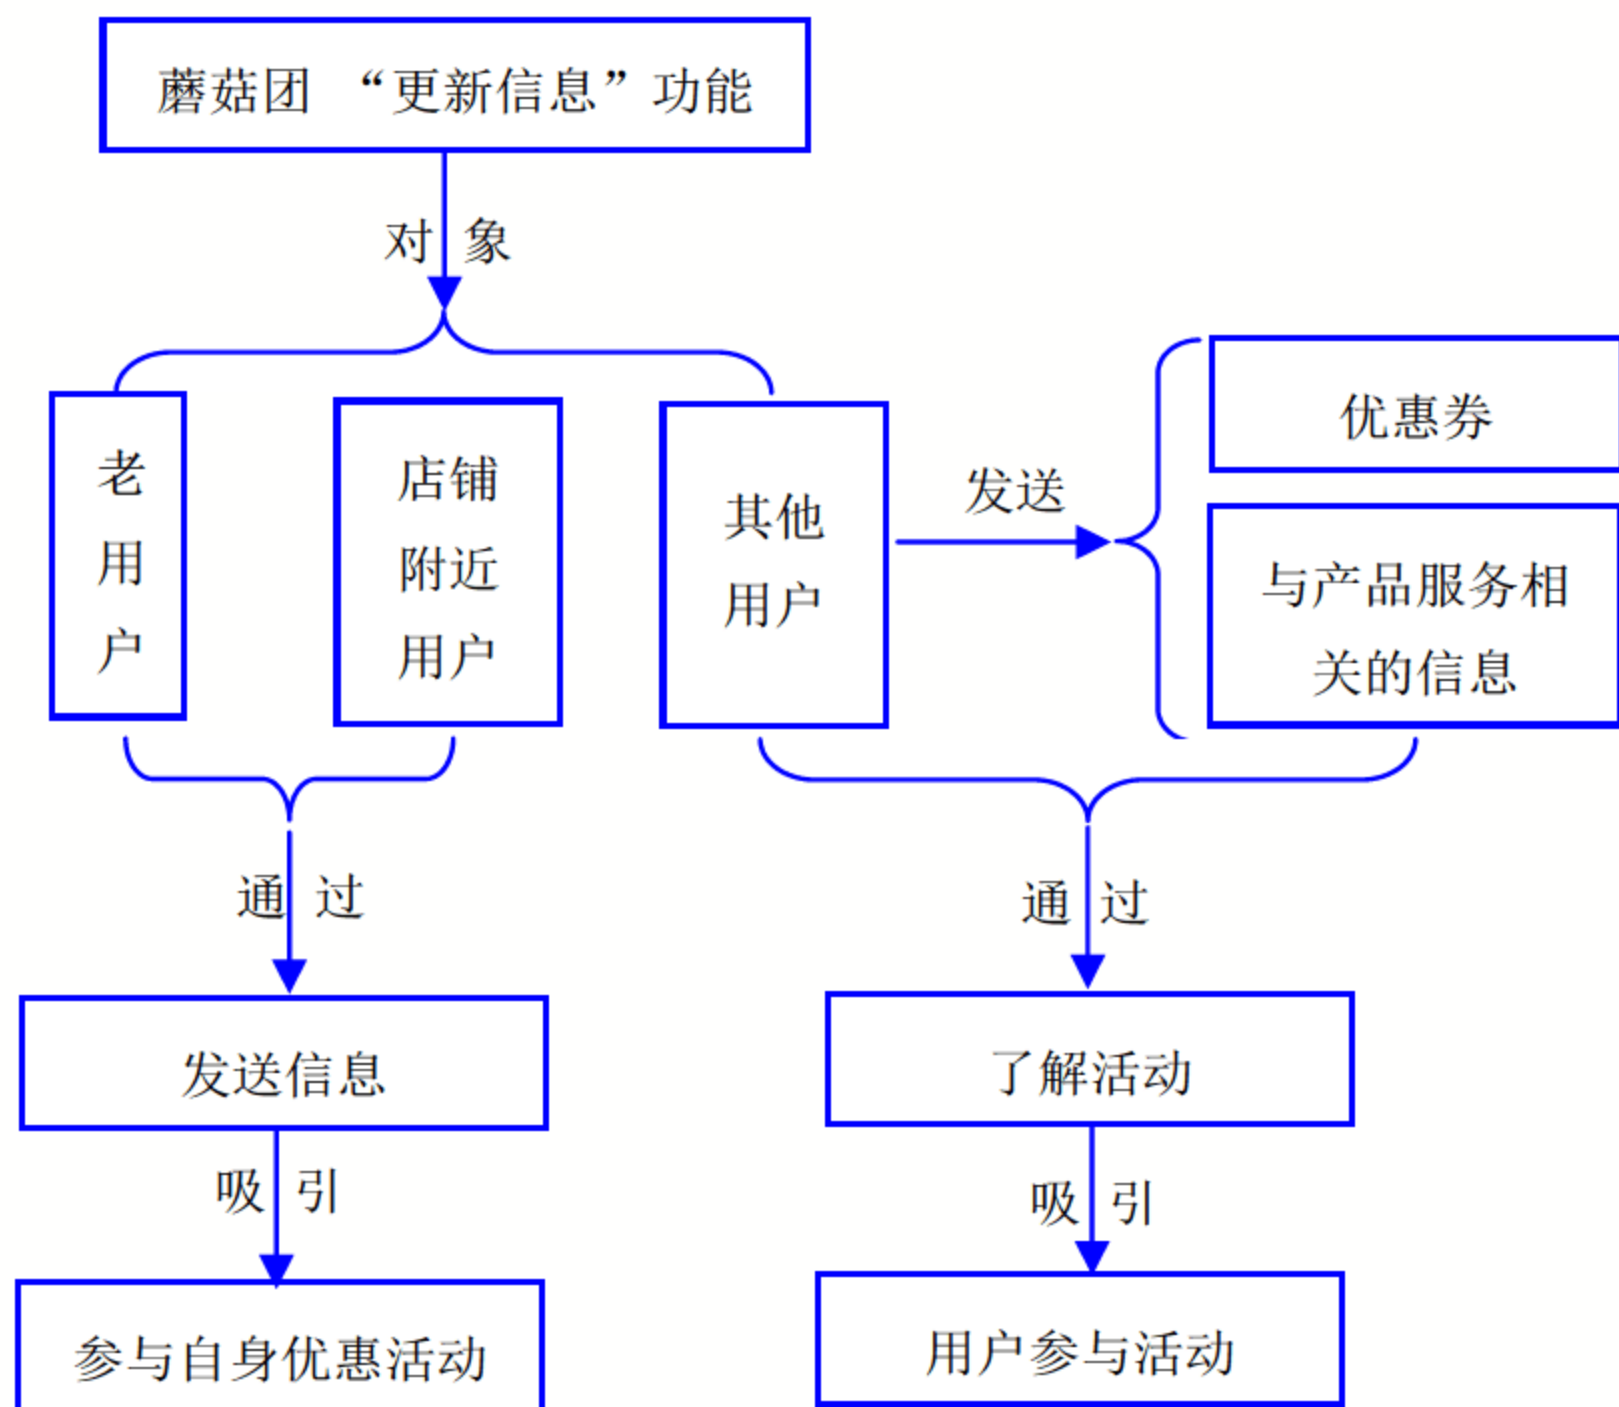 蘑菇团 “更新信息”功能
对 象
老
用
户
店铺
附近
用户
其他
用户
发送
优惠券
与产品服务相
关的信息
通 过
通 过
发送信息
了解活动
吸 引
吸 引
参与自身优惠活动
用户参与活动